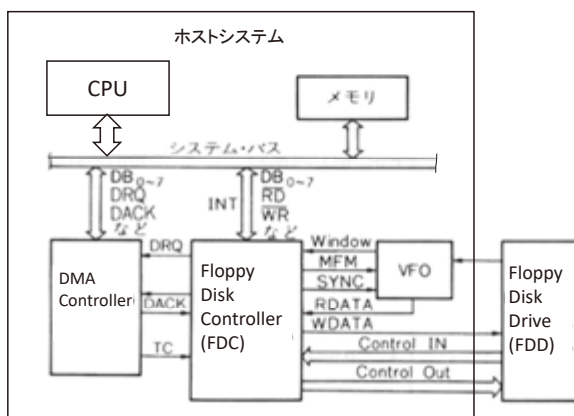 ホストシステム
CPU
メモリ
システム・バス
DB0~7
DRQ
DACK
など
INT
DB0~7
RD
WR
など
DMA
Controller
DRQ
DACK
TC
Floppy
Disk
Controller
(FDC)
Window
MFM
SYNC
RDATA
WDATA
Control IN
Control Out
VFO
Floppy
Disk
Drive
(FDD)